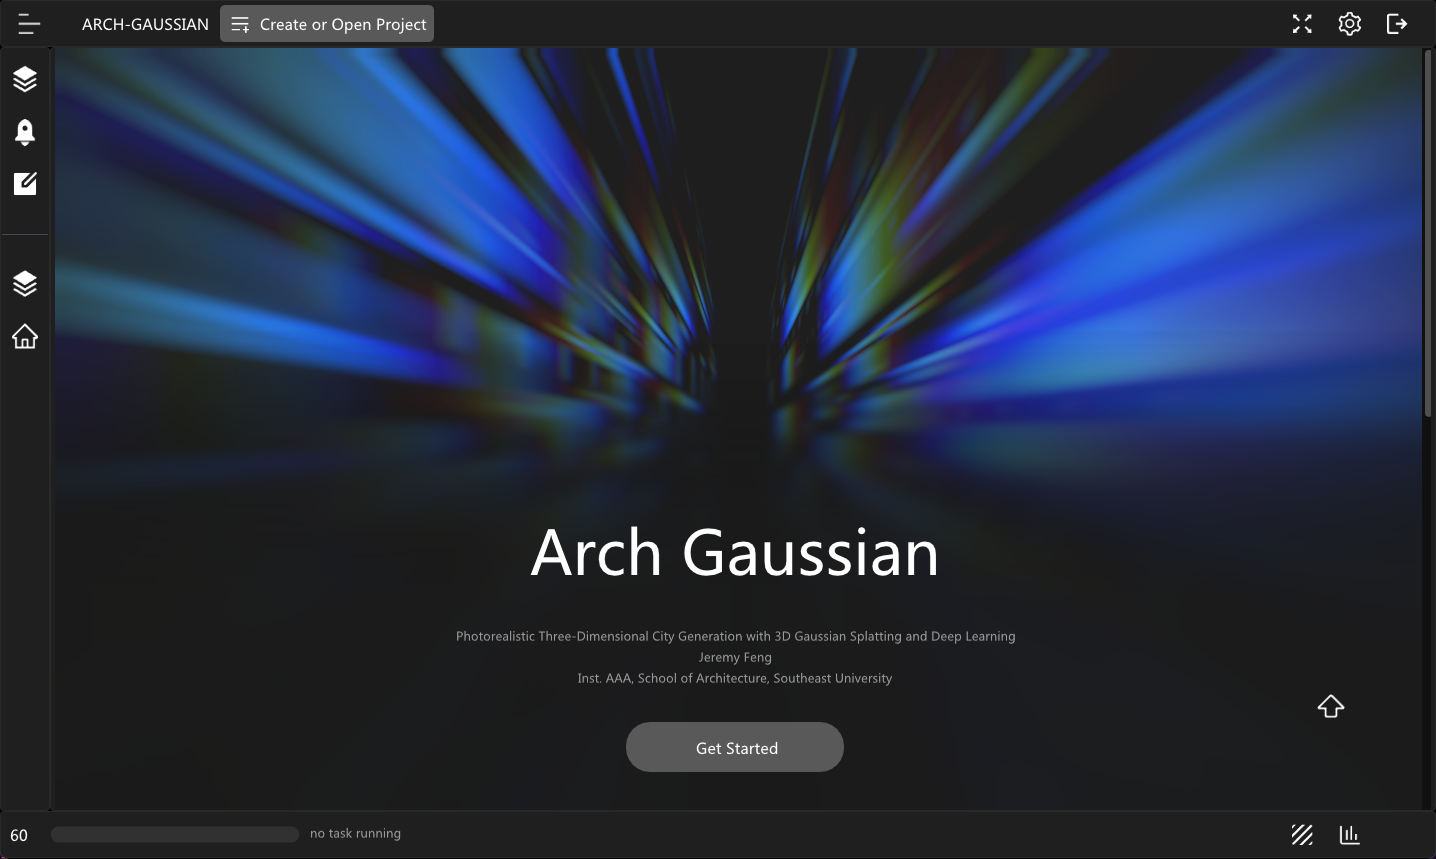 ARCH-GAUSSIAN
Create or Open Project
Arch Gaussian
Photorealistic Three-Dimensional City Generation with 3D Gaussian Splatting and Deep Learning
Jeremy Feng
Inst. AAA, School of Architecture, Southeast University
Get Started
60
no task running